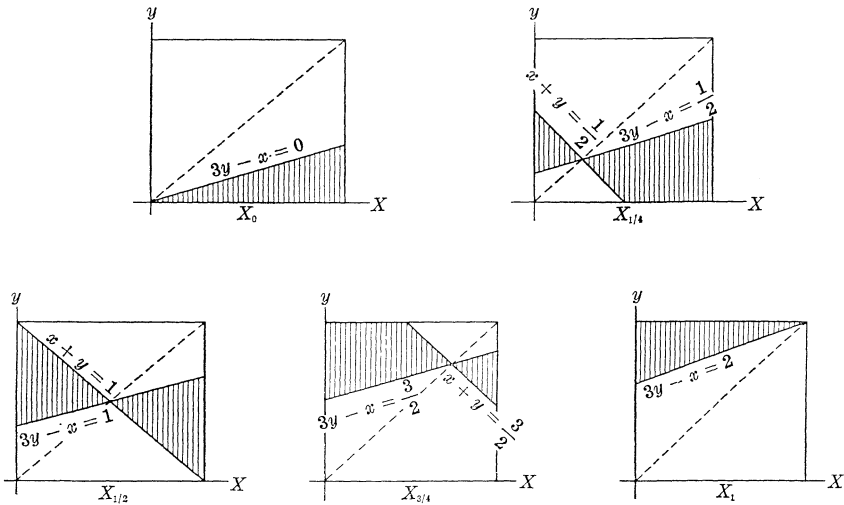 y
3y − x = 0
X
X₀
y
x + y = 1/2
3y − x = 1/2
X
X₁/₄
y
x + y = 1
3y − x = 1
X
X₁/₂
y
3y − x = 3/2
x + y = 3/2
X
X₃/₄
y
3y − x = 2
X
X₁